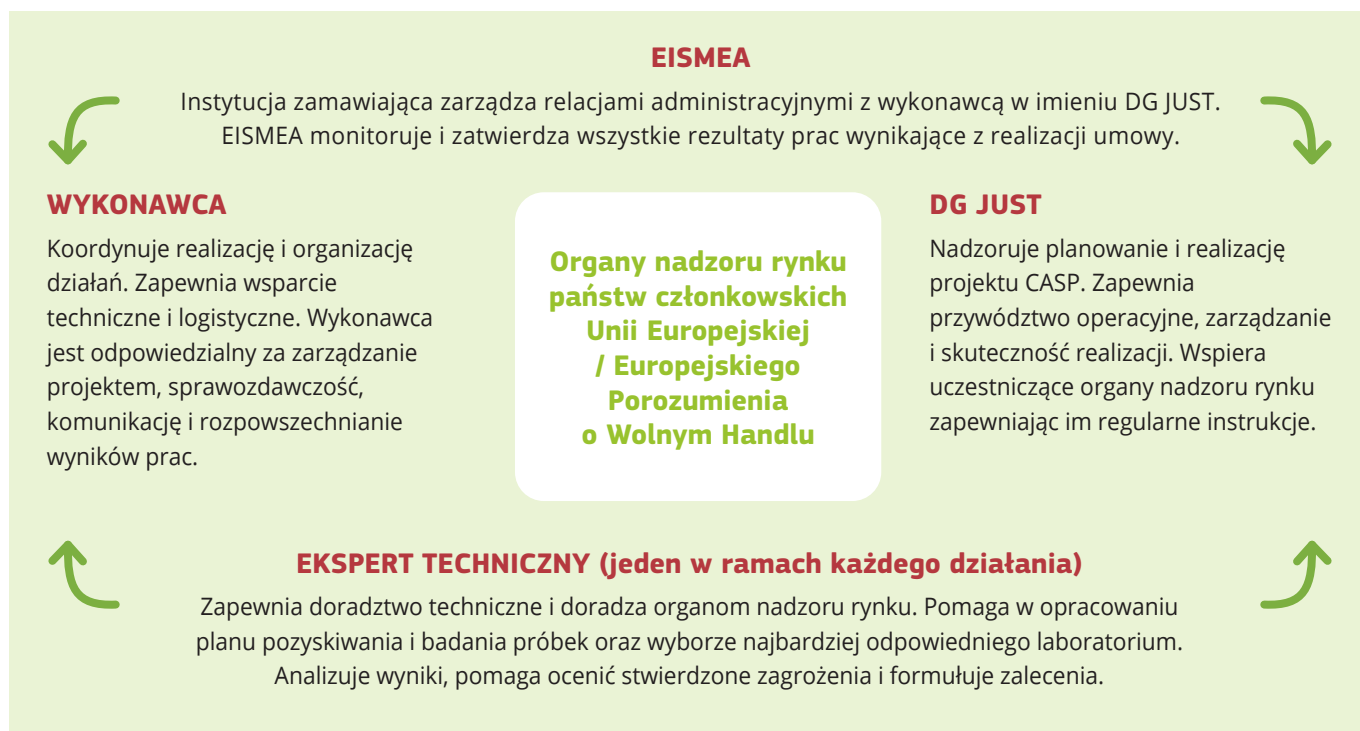 EISMEA
Instytucja zamawiająca zarządza relacjami administracyjnymi z wykonawcą w imieniu DG JUST.
EISMEA monitoruje i zatwierdza wszystkie rezultaty prac wynikające z realizacji umowy.
WYKONAWCA
Koordynuje realizację i organizację
działań. Zapewnia wsparcie
techniczne i logistyczne. Wykonawca
jest odpowiedzialny za zarządzanie
projektem, sprawozdawczość,
komunikację i rozpowszechnianie
wyników prac.
Organy nadzoru rynku
państw członkowskich
Unii Europejskiej
/ Europejskiego
Porozumienia
o Wolnym Handlu
DG JUST
Nadzoruje planowanie i realizację
projektu CASP. Zapewnia
przywództwo operacyjne, zarządzanie
i skuteczność realizacji. Wspiera
uczestniczące organy nadzoru rynku
zapewniając im regularne instrukcje.
EKSPERT TECHNICZNY (jeden w ramach każdego działania)
Zapewnia doradztwo techniczne i doradza organom nadzoru rynku. Pomaga w opracowaniu
planu pozyskiwania i badania próbek oraz wyborze najbardziej odpowiedniego laboratorium.
Analizuje wyniki, pomaga ocenić stwierdzone zagrożenia i formułuje zalecenia.